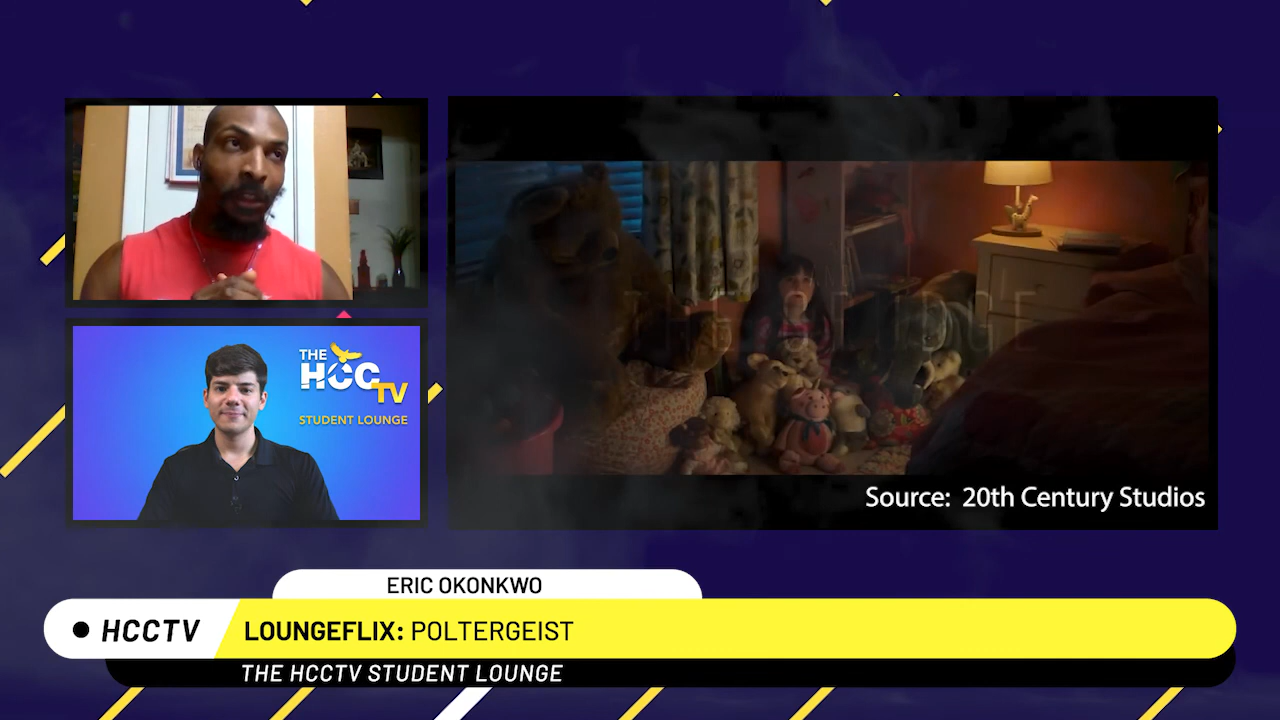 THE
HCC
TV
STUDENT LOUNGE
Source: 20th Century Studios
ERIC OKONKWO
HCCTV
LOUNGEFLIX: POLTERGEIST
THE HCCTV STUDENT LOUNGE